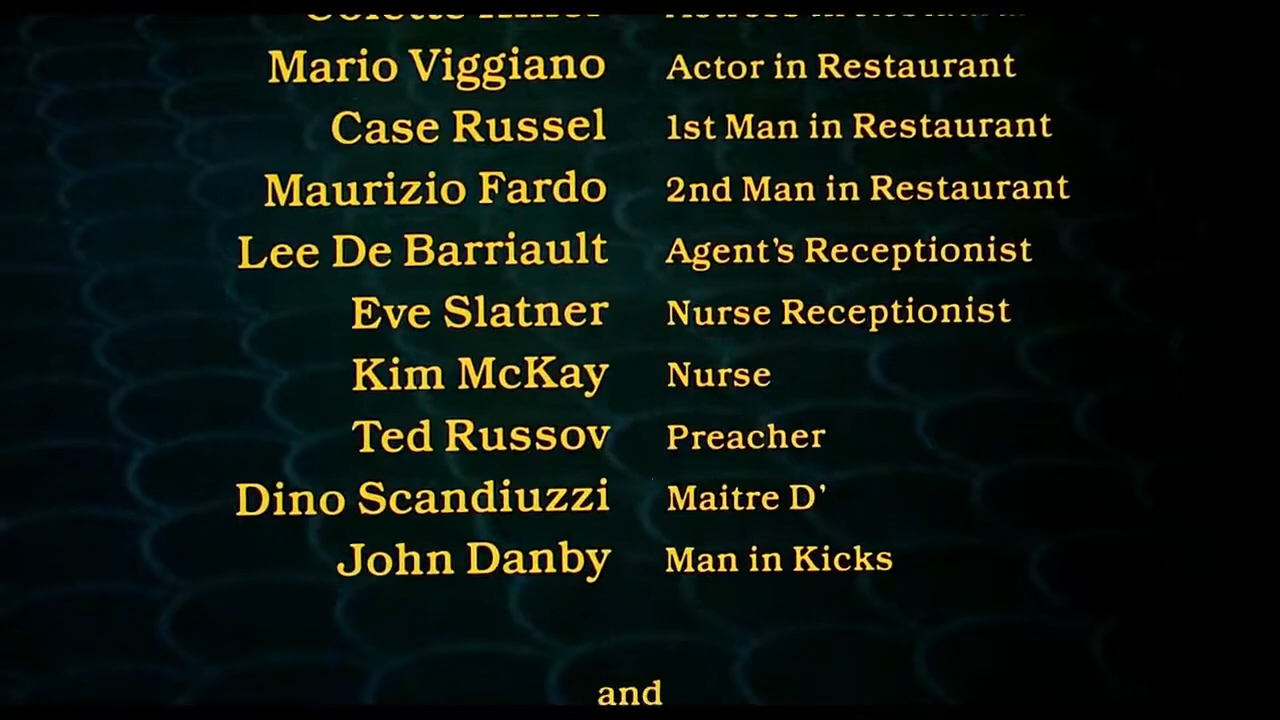 Mario Viggiano Actor in Restaurant
Case Russel 1st Man in Restaurant
Maurizio Fardo 2nd Man in Restaurant
Lee De Barriault Agent's Receptionist
Eve Slatner Nurse Receptionist
Kim McKay Nurse
Ted Russov Preacher
Dino Scandiuzzi Maitre D'
John Danby Man in Kicks
and